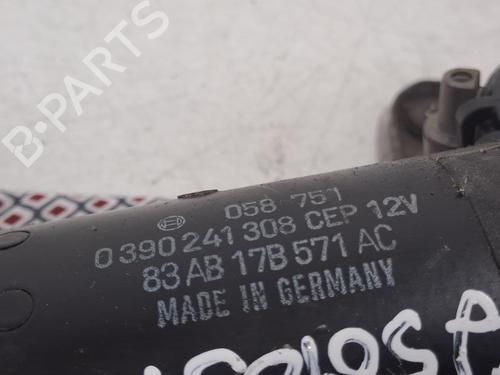 B-PARTS
058 751
0 390 241 308 CEP 12V
83 AB 17B 571 AC
MADE IN GERMANY